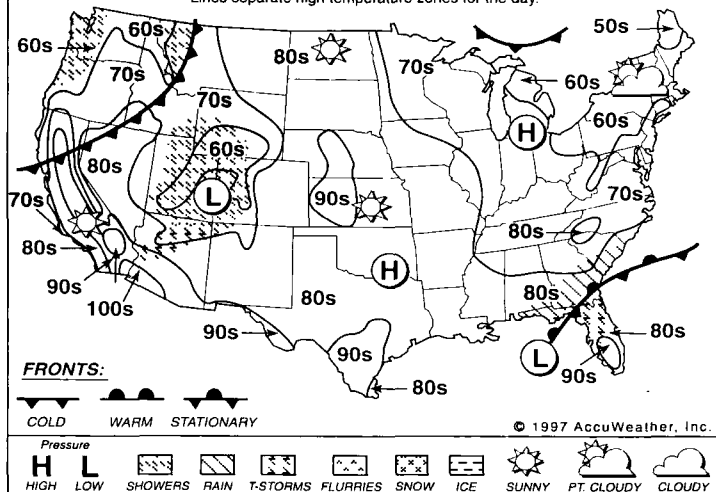 Lines separate high temperature zones for the day.
50s
60s
60s
80s
70s
60s
70s
70s
60s
H
60s
80s
L
90s
70s
70s
80s
80s
H
90s
80s
80s
100s
90s
90s
80s
L
90s
80s
FRONTS:
COLD WARM STATIONARY
© 1997 AccuWeather, Inc.
Pressure
H L
HIGH LOW SHOWERS RAIN T-STORMS FLURRIES SNOW ICE SUNNY PT. CLOUDY CLOUDY